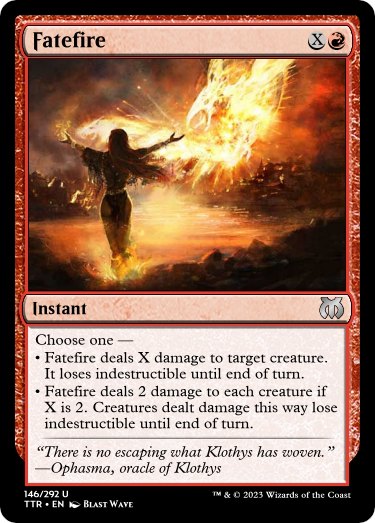 Fatefire
X
Instant
Choose one —
• Fatefire deals X damage to target creature.
It loses indestructible until end of turn.
• Fatefire deals 2 damage to each creature if
X is 2. Creatures dealt damage this way lose
indestructible until end of turn.
“There is no escaping what Klothys has woven.”
—Ophasma, oracle of Klothys
146/292 U
TTR • EN Blast Wave
™ & © 2023 Wizards of the Coast